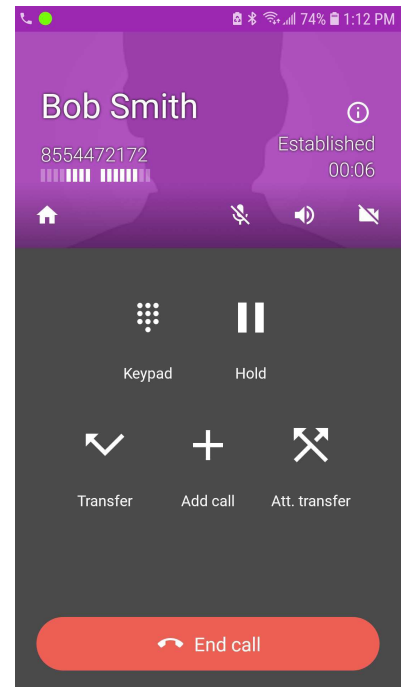 74% 1:12 PM
Bob Smith
Established
8554472172
00:06
Keypad Hold
Transfer Add call Att. transfer
End call